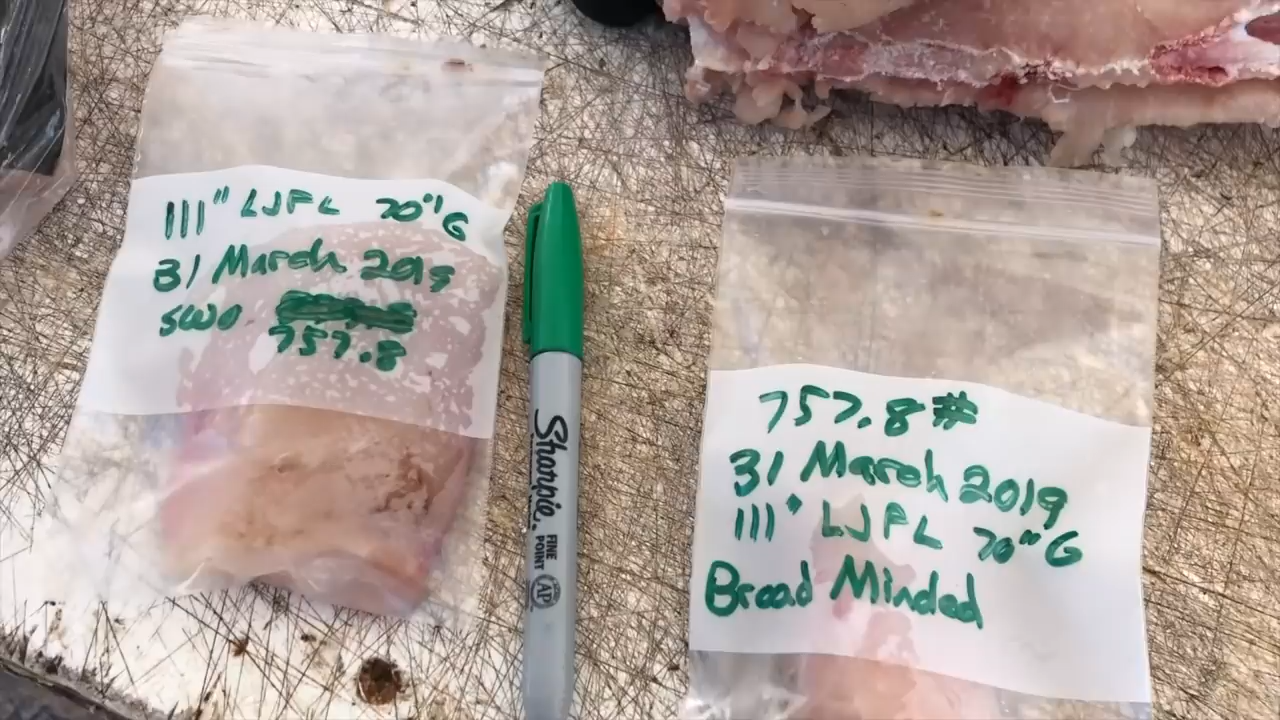 111" LJFL 70" G
31 March 2019
SWO
757.8
Sharpie.
FINE
POINT
AP
757.8#
31 March 2019
111" LJFL 70" G
Broad Minded